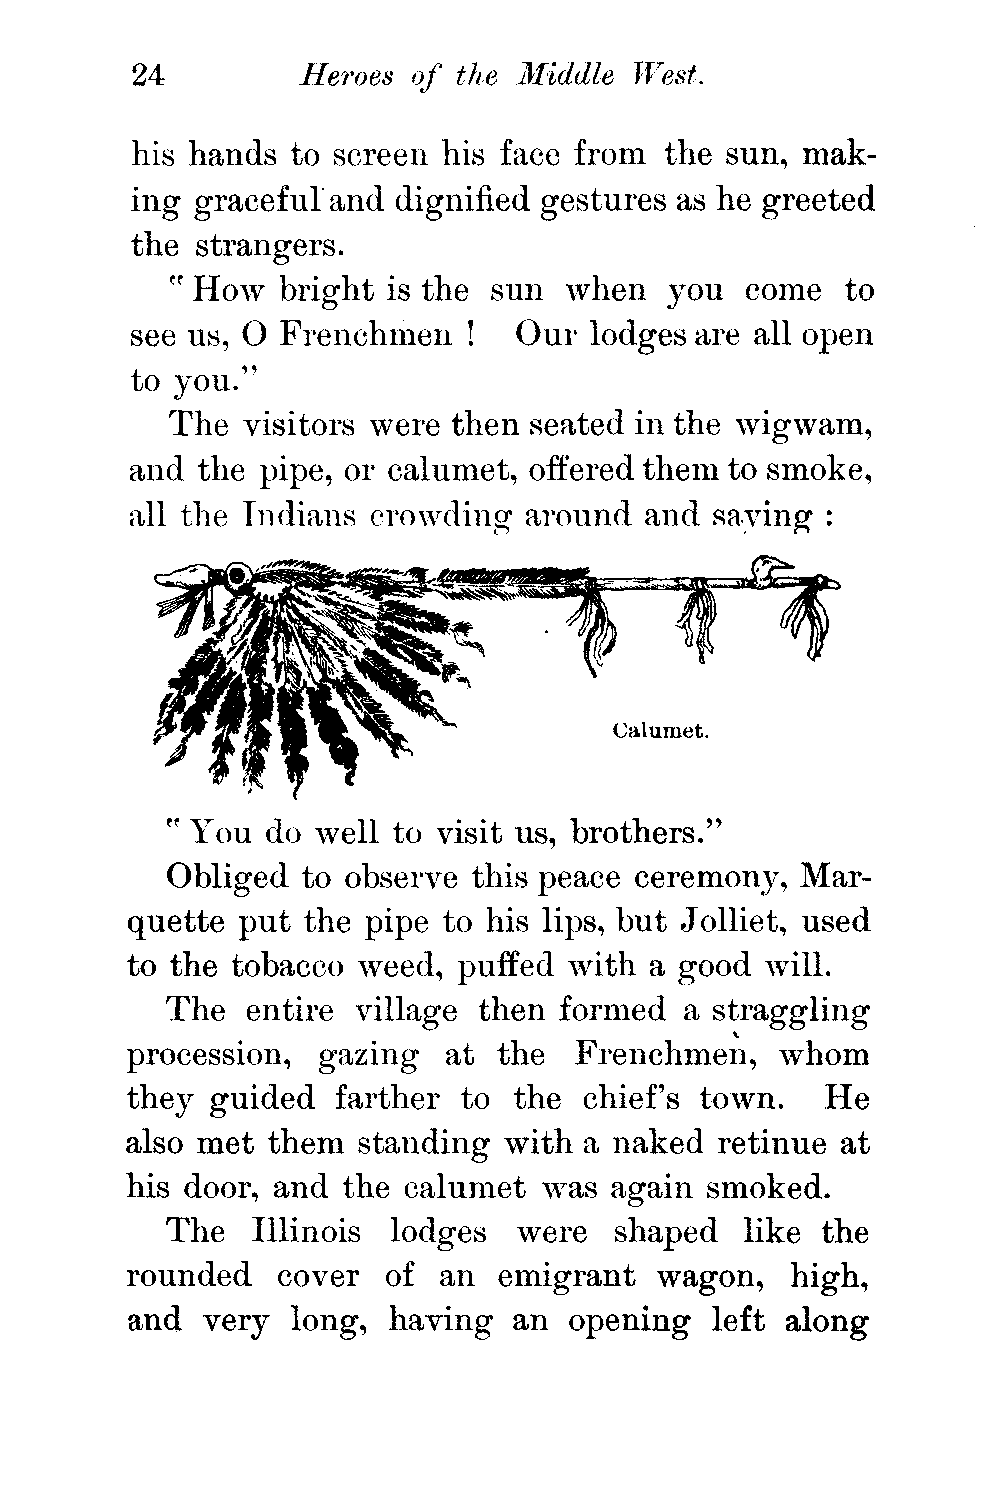 24 Heroes of the Middle West.
his hands to screen his face from the sun, mak-
ing graceful and dignified gestures as he greeted
the strangers.
"How bright is the sun when you come to
see us, O Frenchmen ! Our lodges are all open
to you."
The visitors were then seated in the wigwam,
and the pipe, or calumet, offered them to smoke,
all the Indians crowding around and saying :
Calumet.
"You do well to visit us, brothers."
Obliged to observe this peace ceremony, Mar-
quette put the pipe to his lips, but Jolliet, used
to the tobacco weed, puffed with a good will.
The entire village then formed a straggling
procession, gazing at the Frenchmen, whom
they guided farther to the chief's town. He
also met them standing with a naked retinue at
his door, and the calumet was again smoked.
The Illinois lodges were shaped like the
rounded cover of an emigrant wagon, high,
and very long, having an opening left along